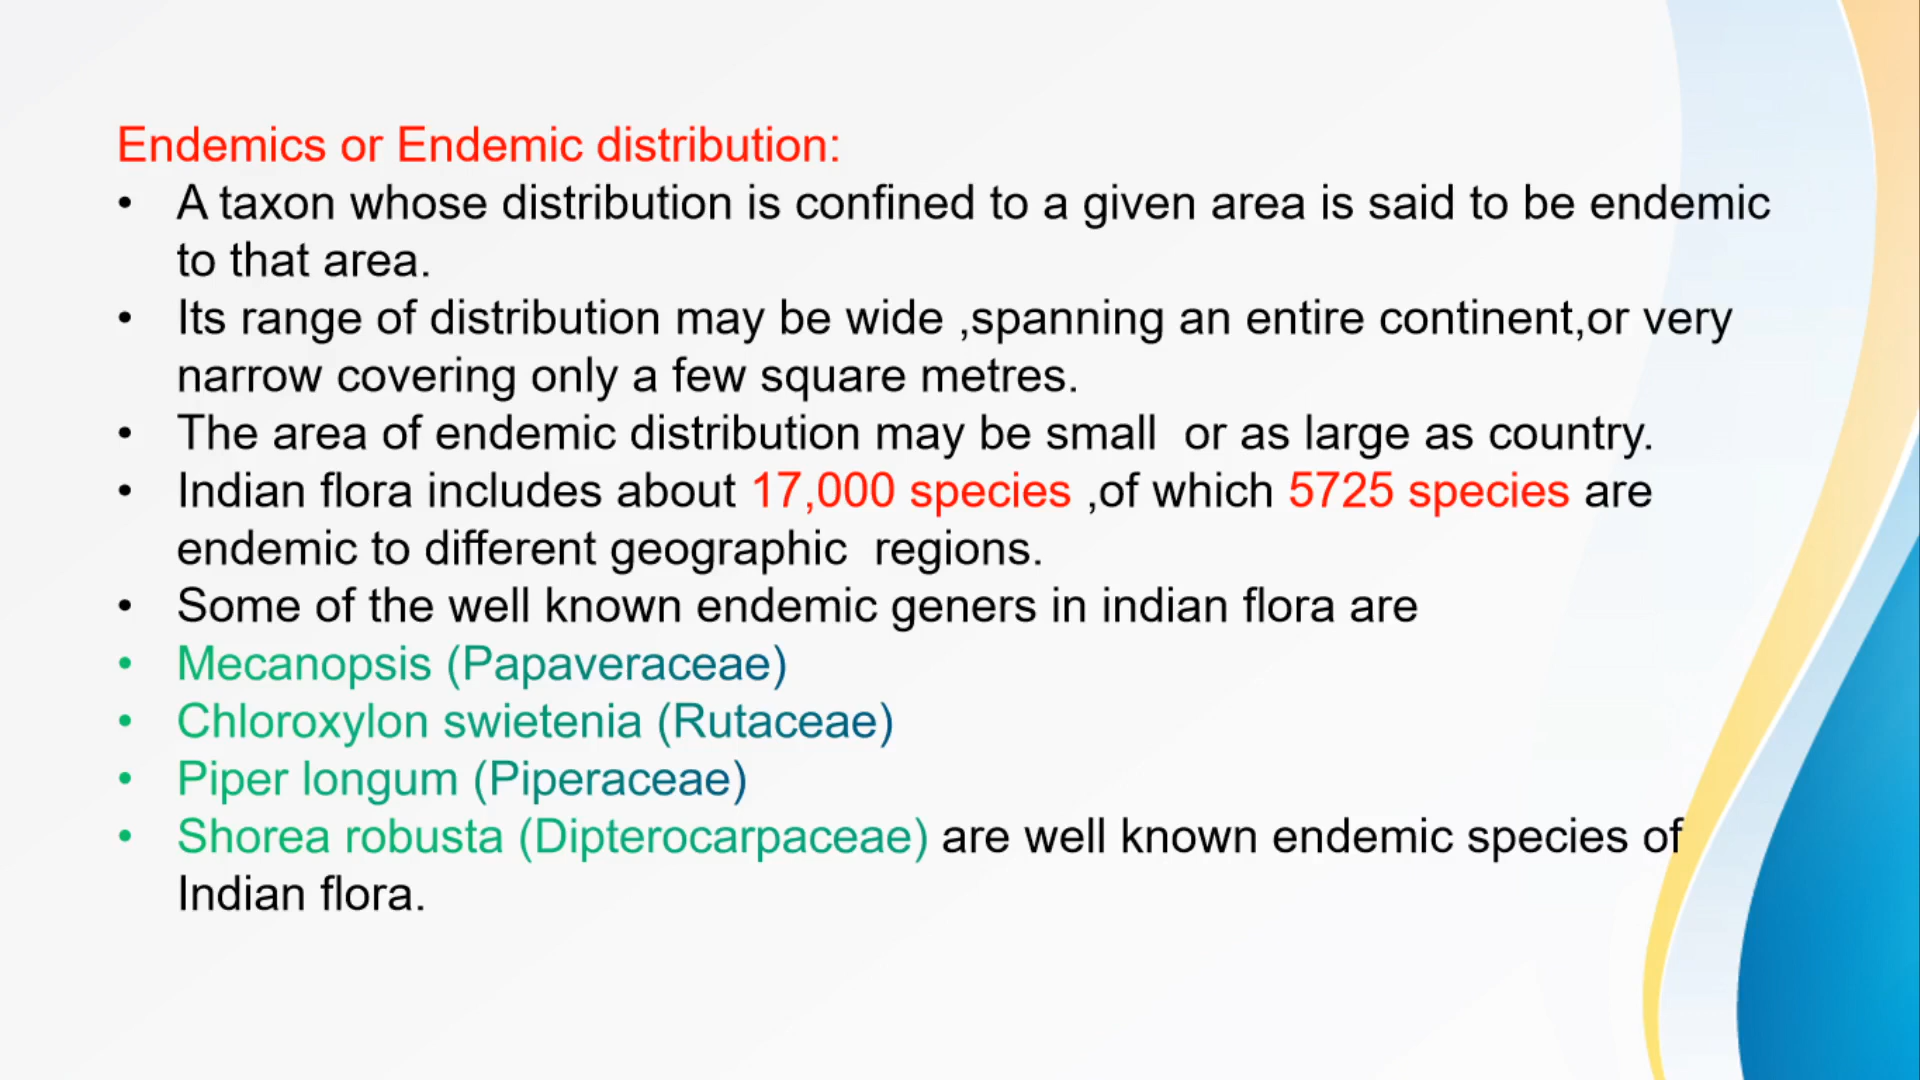 Endemics or Endemic distribution:
• A taxon whose distribution is confined to a given area is said to be endemic
to that area.
• Its range of distribution may be wide ,spanning an entire continent,or very
narrow covering only a few square metres.
• The area of endemic distribution may be small  or as large as country.
• Indian flora includes about 17,000 species ,of which 5725 species are
endemic to different geographic  regions.
• Some of the well known endemic geners in indian flora are
• Mecanopsis (Papaveraceae)
• Chloroxylon swietenia (Rutaceae)
• Piper longum (Piperaceae)
• Shorea robusta (Dipterocarpaceae) are well known endemic species of
Indian flora.